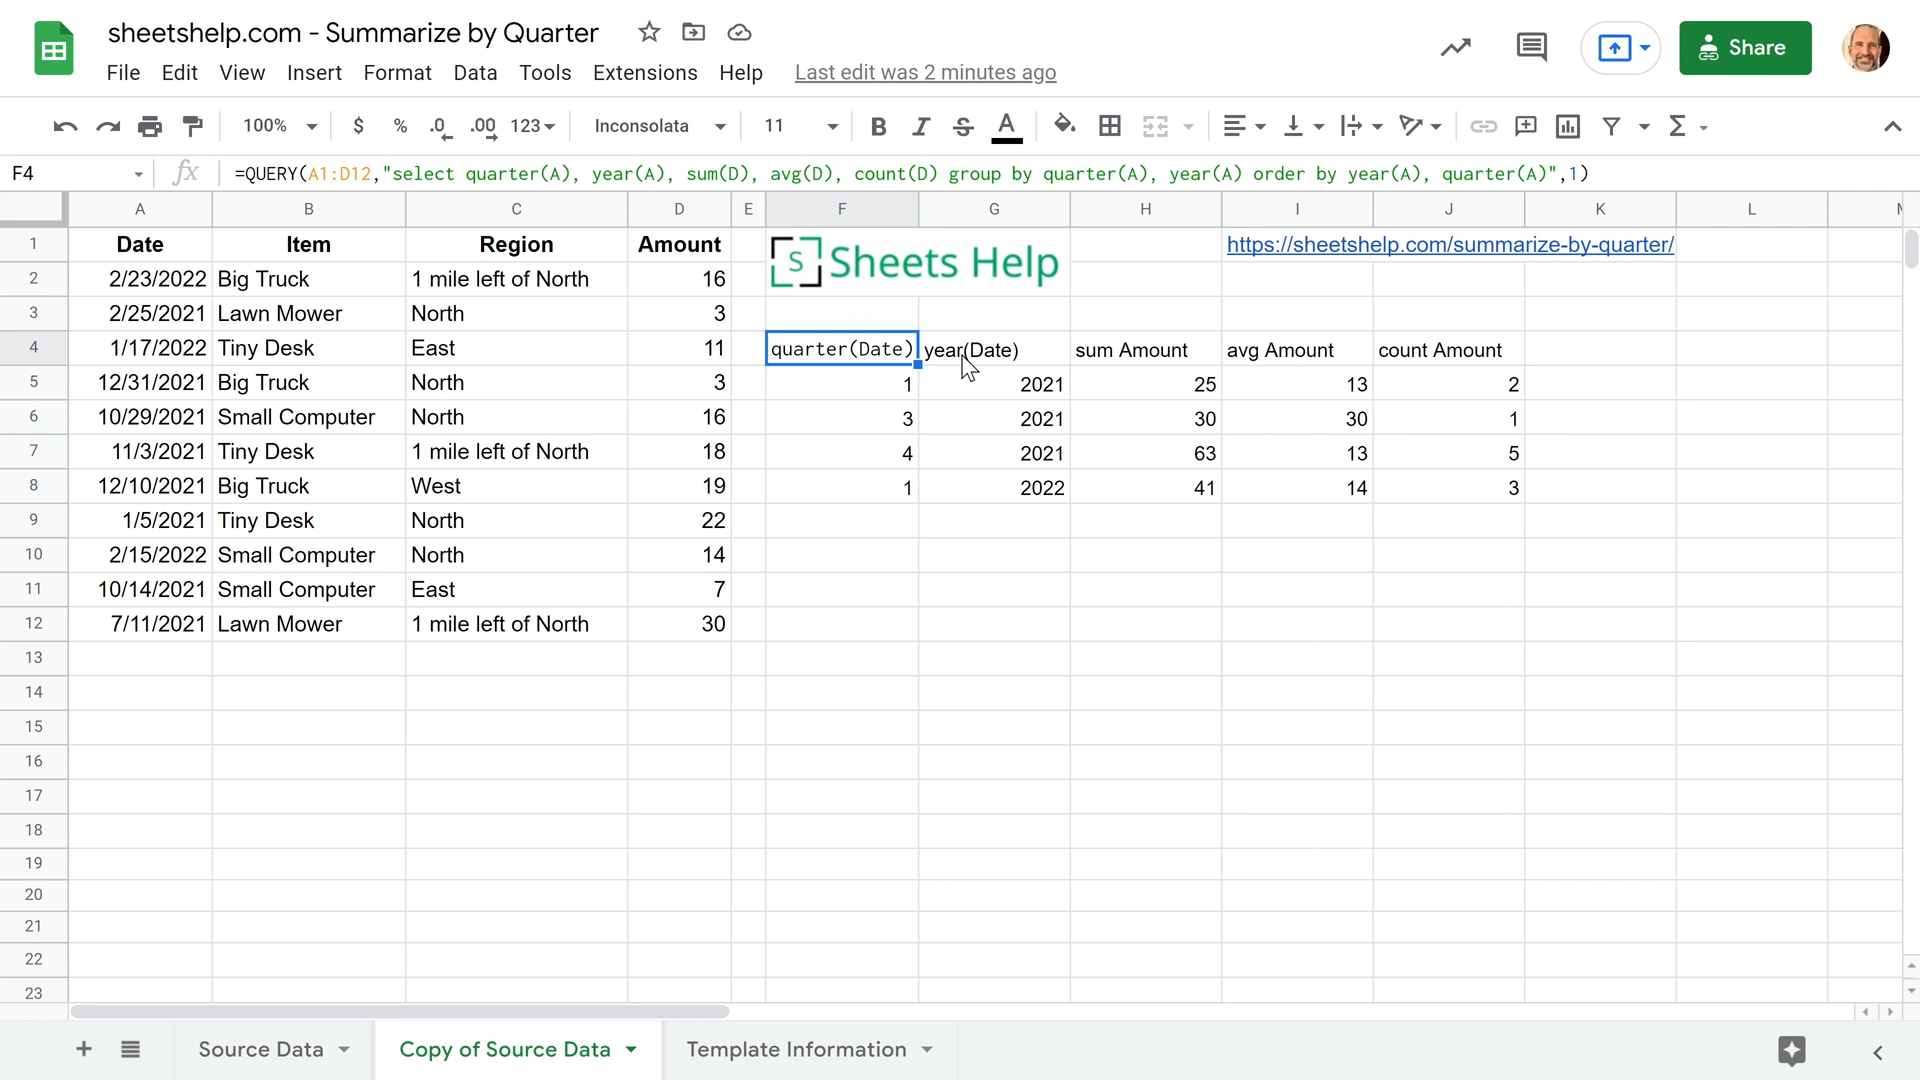 sheetshelp.com - Summarize by Quarter
File Edit View Insert Format Data Tools Extensions Help Last edit was 2 minutes ago
Share
100% $ % .0 .00 123 Inconsolata 11 B I S A Σ
F4 fx =QUERY(A1:D12,"select quarter(A), year(A), sum(D), avg(D), count(D) group by quarter(A), year(A) order by year(A), quarter(A)",1)
A B C D E F G H I J K L
1 Date Item Region Amount S Sheets Help https://sheetshelp.com/summarize-by-quarter/
2 2/23/2022 Big Truck 1 mile left of North 16
3 2/25/2021 Lawn Mower North 3
4 1/17/2022 Tiny Desk East 11 quarter(Date) year(Date) sum Amount avg Amount count Amount
5 12/31/2021 Big Truck North 3 1 2021 25 13 2
6 10/29/2021 Small Computer North 16 3 2021 30 30 1
7 11/3/2021 Tiny Desk 1 mile left of North 18 4 2021 63 13 5
8 12/10/2021 Big Truck West 19 1 2022 41 14 3
9 1/5/2021 Tiny Desk North 22
10 2/15/2022 Small Computer North 14
11 10/14/2021 Small Computer East 7
12 7/11/2021 Lawn Mower 1 mile left of North 30
13
14
15
16
17
18
19
20
21
22
23
+ Source Data Copy of Source Data Template Information